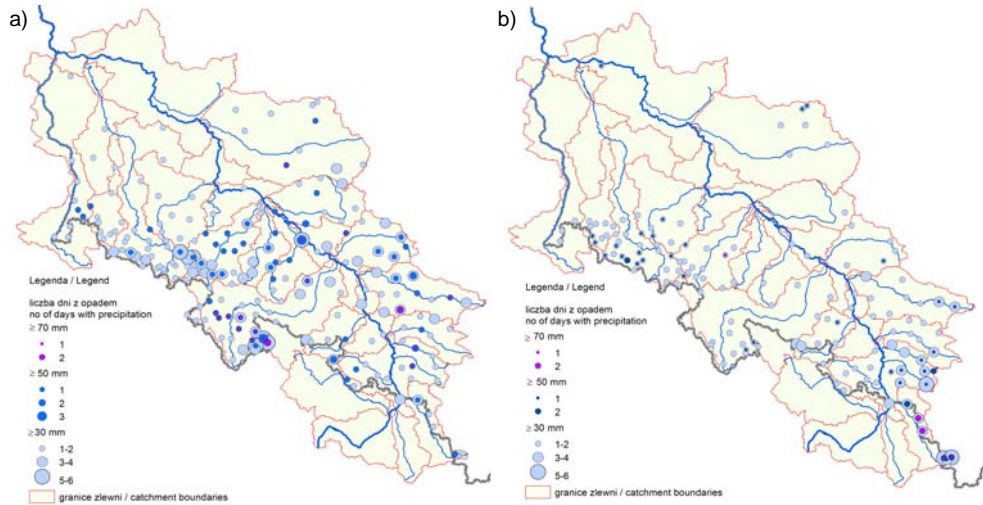 a)
Legenda / Legend
liczba dni z opadem
no of days with precipitation
≥ 70 mm
1
2
≥ 50 mm
1
2
3
≥ 30 mm
1-2
3-4
5-6
granice zlewni / catchment boundaries
b)
Legenda / Legend
liczba dni z opadem
no of days with precipitation
≥ 70 mm
1
2
≥ 50 mm
1
2
≥ 30 mm
1-2
3-4
5-6
granice zlewni / catchment boundaries